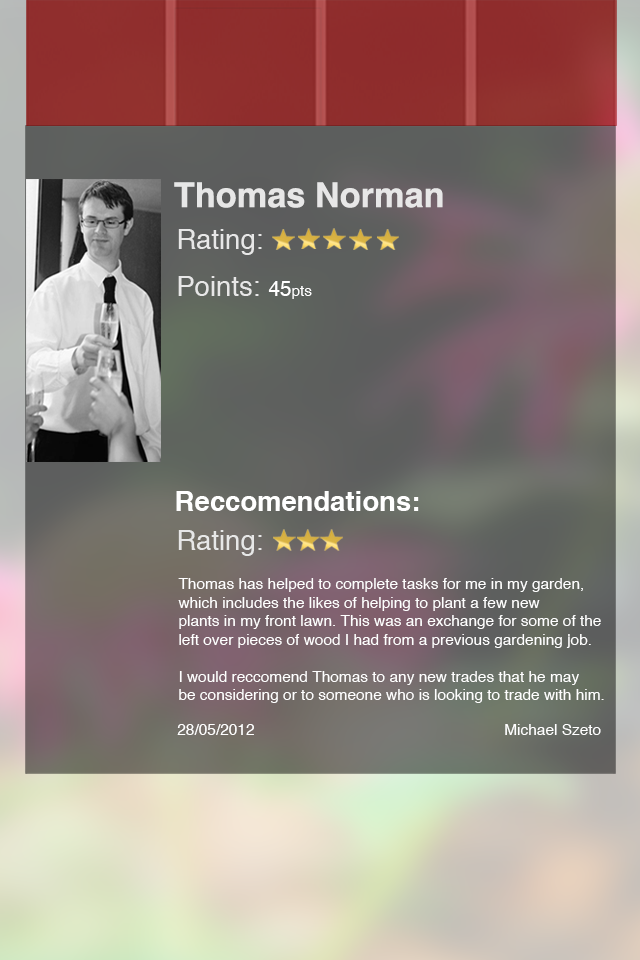 Thomas Norman
Rating:
Points: 45pts
Reccomendations:
Rating:
Thomas has helped to complete tasks for me in my garden,
which includes the likes of helping to plant a few new
plants in my front lawn. This was an exchange for some of the
left over pieces of wood I had from a previous gardening job.
I would reccomend Thomas to any new trades that he may
be considering or to someone who is looking to trade with him.
28/05/2012 Michael Szeto